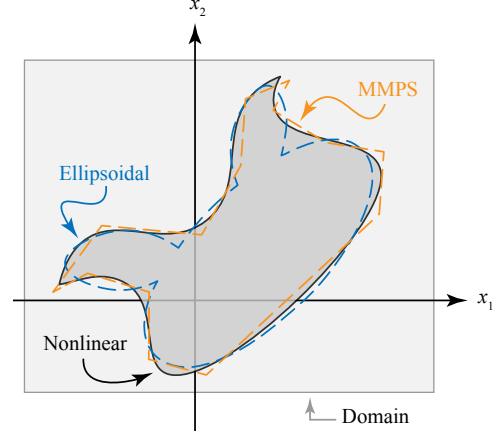 x₂
MMPS
Ellipsoidal
x₁
Nonlinear
Domain